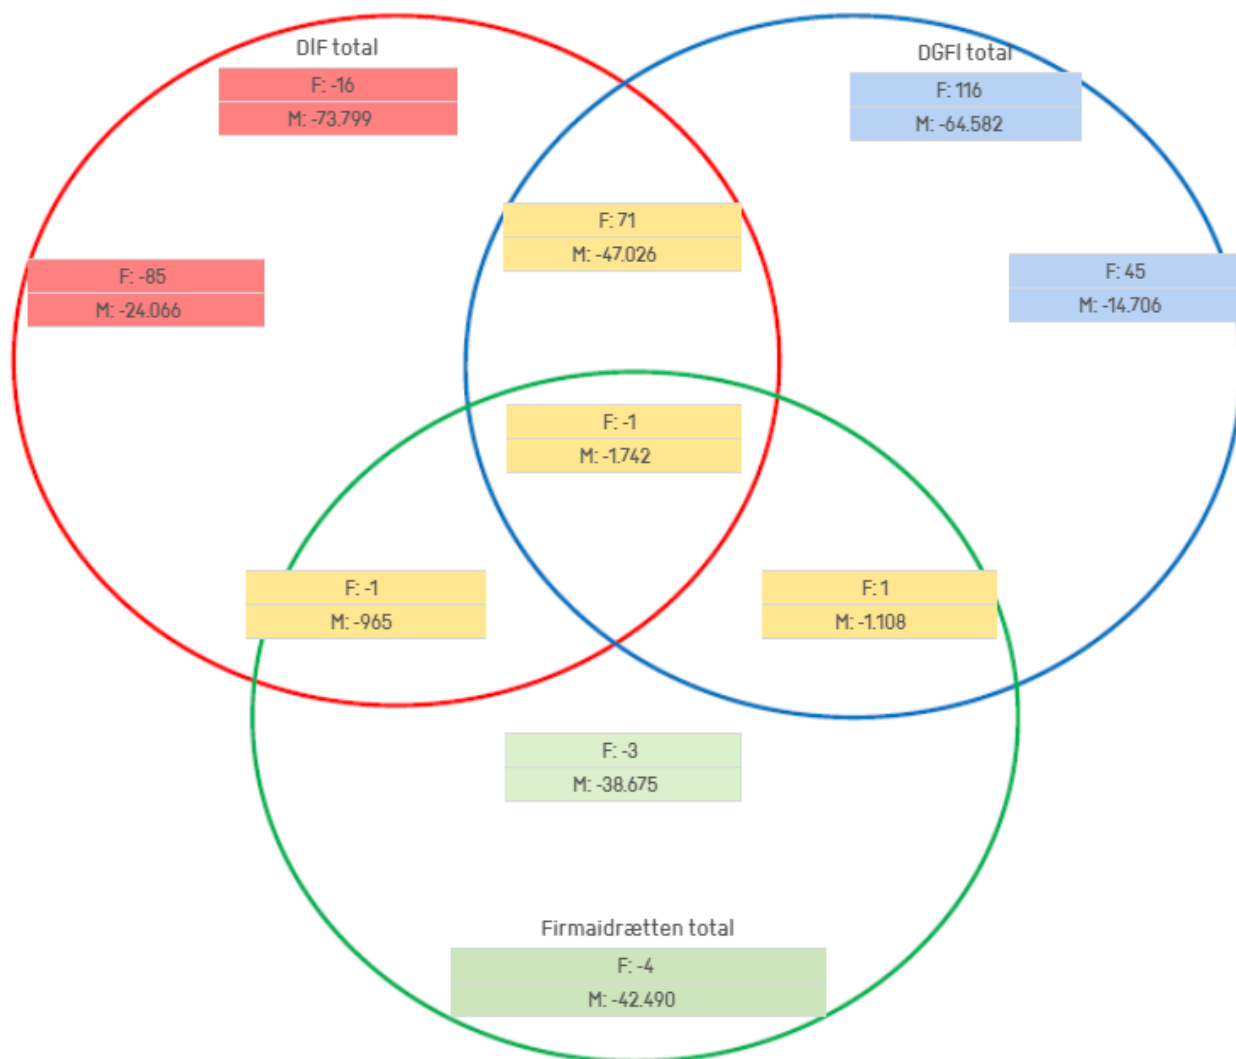 DIF total
F: -16
M: -73.799
DGFI total
F: 116
M: -64.582
F: 71
M: -47.026
F: -85
M: -24.066
F: 45
M: -14.706
F: -1
M: -1.742
F: -1
M: -965
F: 1
M: -1.108
F: -3
M: -38.675
Firmaidrætten total
F: -4
M: -42.490